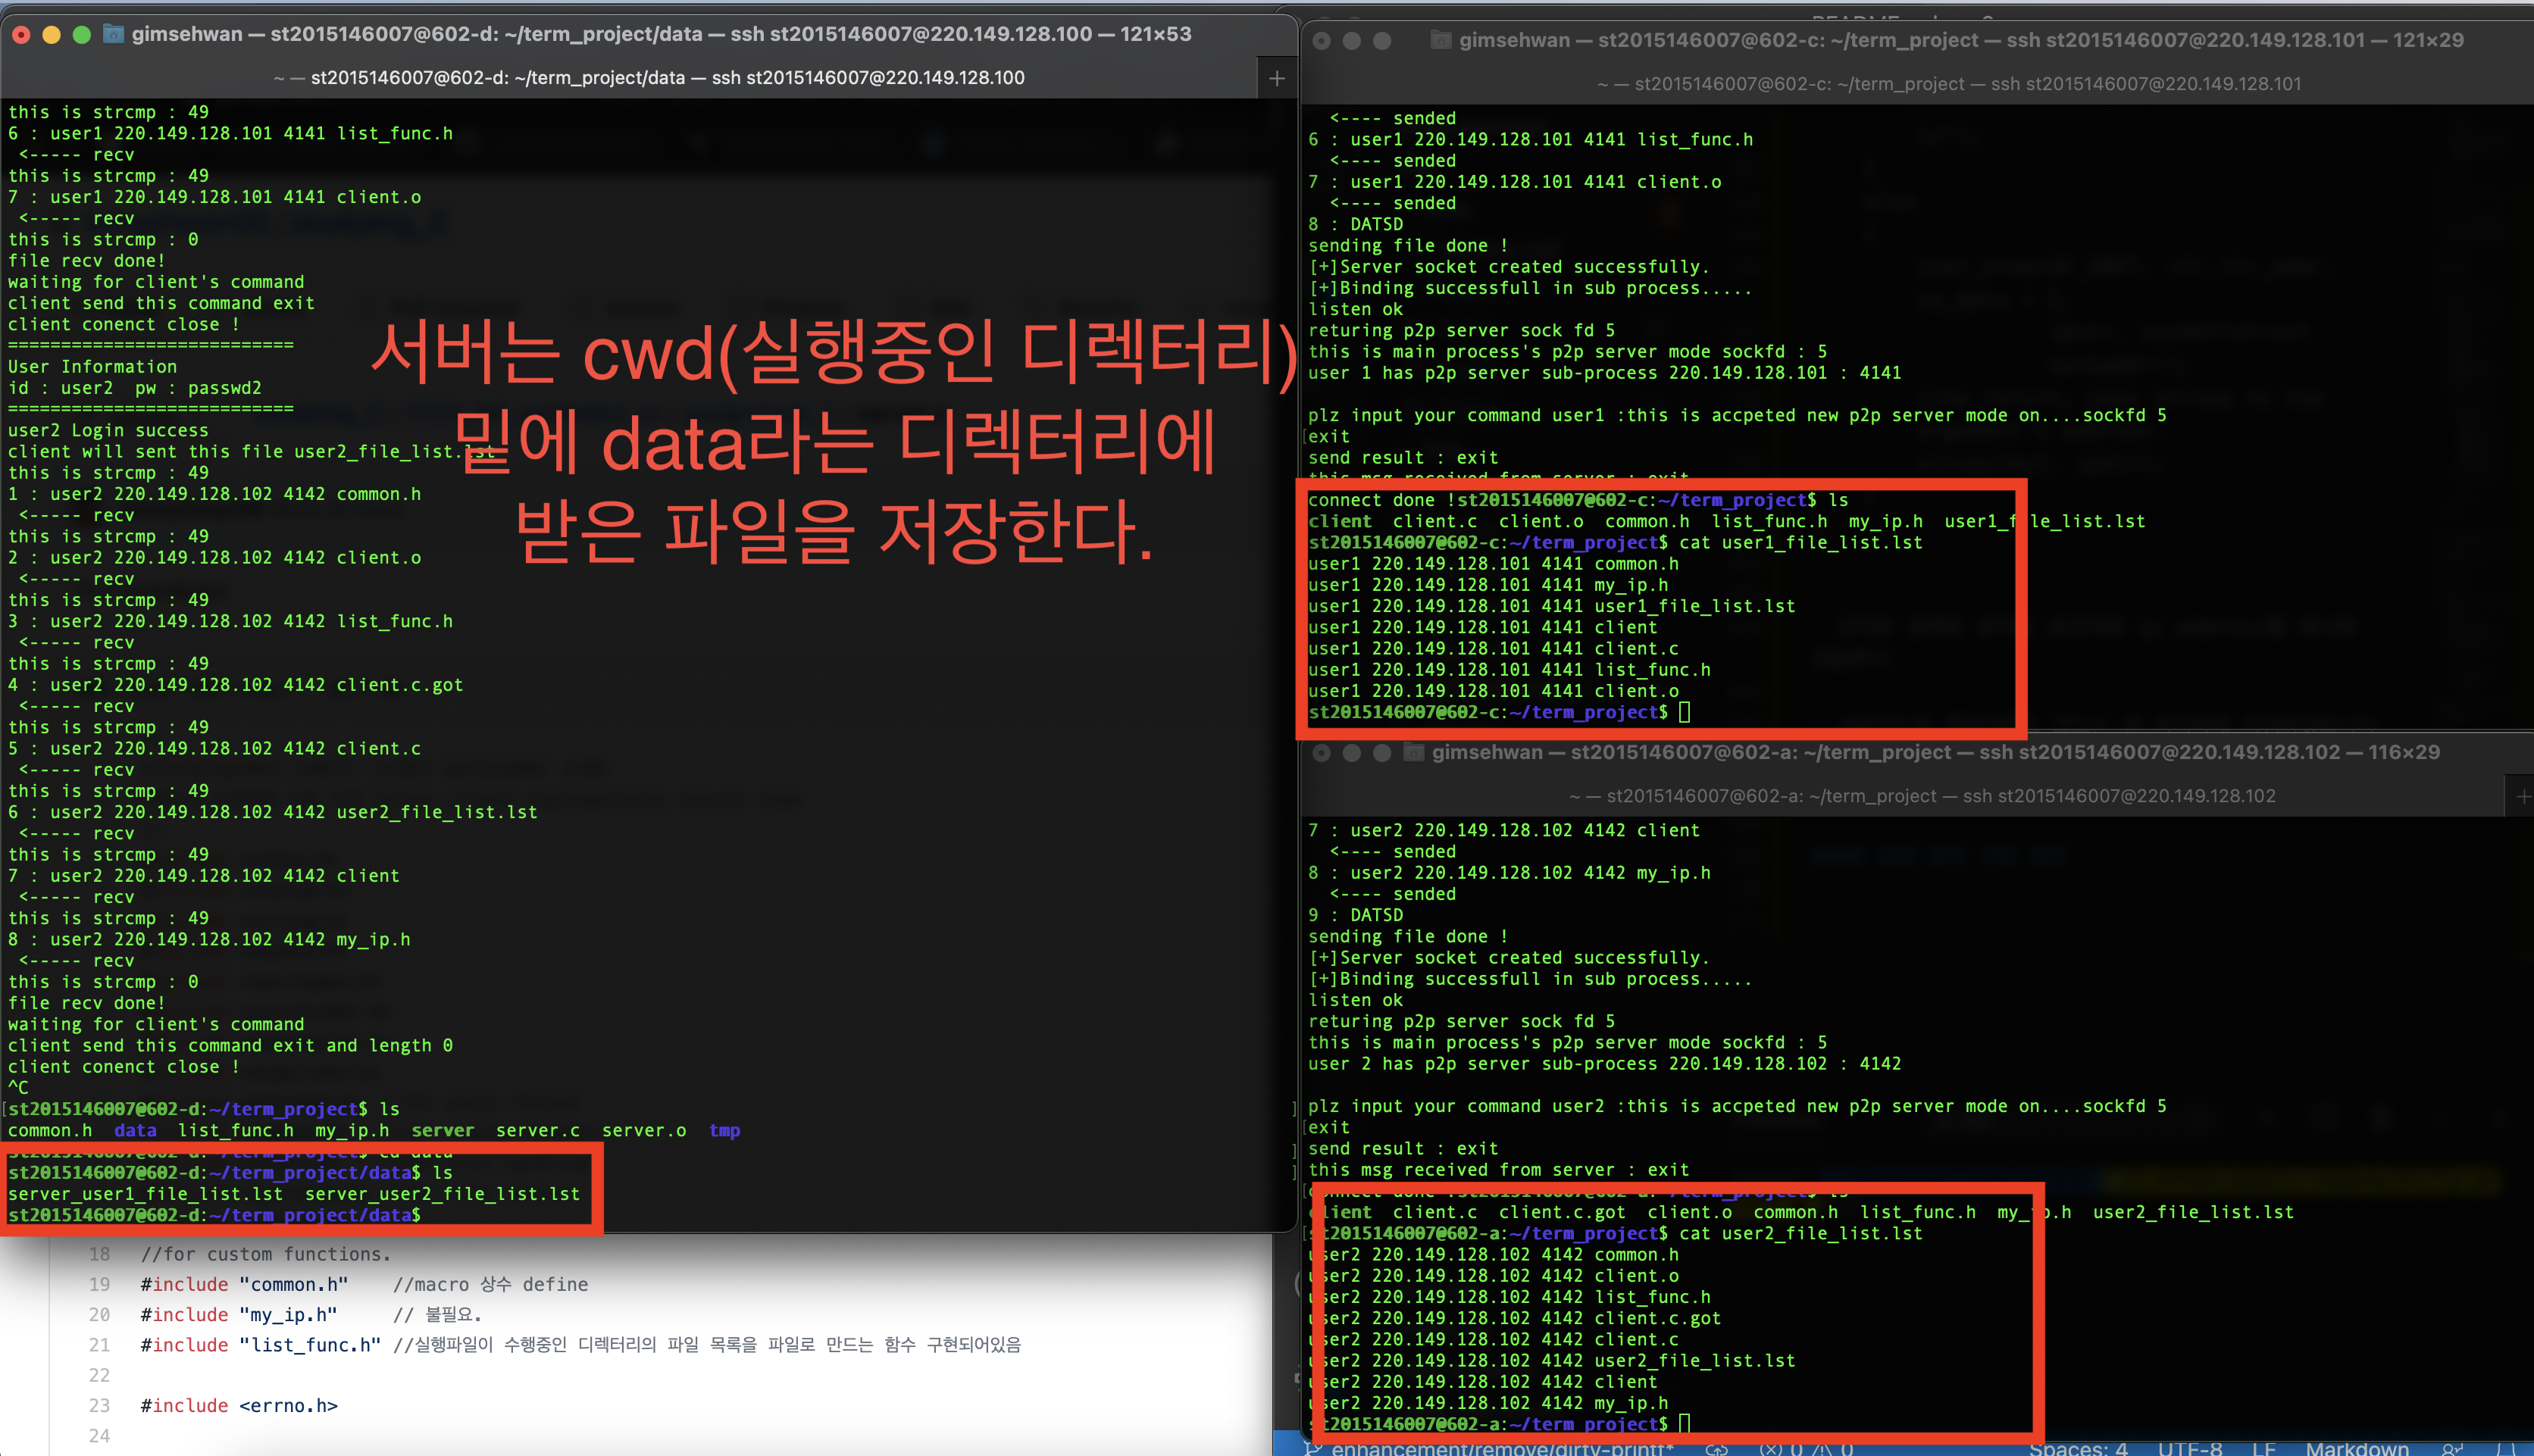 gimsehwan — st2015146007@602-d: ~/term_project/data — ssh st2015146007@220.149.128.100 — 121×53
~ — st2015146007@602-d: ~/term_project/data — ssh st2015146007@220.149.128.100
this is strcmp : 49
6 : user1 220.149.128.101 4141 list_func.h
<----- recv
this is strcmp : 49
7 : user1 220.149.128.101 4141 client.o
<----- recv
this is strcmp : 0
file recv done!
waiting for client's command
client send this command exit
client conenct close !
===========================
User Information
id : user2  pw : passwd2
===========================
user2 Login success
client will sent this file user2_file_list.lst
this is strcmp : 49
1 : user2 220.149.128.102 4142 common.h
<----- recv
this is strcmp : 49
2 : user2 220.149.128.102 4142 client.o
<----- recv
this is strcmp : 49
3 : user2 220.149.128.102 4142 list_func.h
<----- recv
this is strcmp : 49
4 : user2 220.149.128.102 4142 client.c.got
<----- recv
this is strcmp : 49
5 : user2 220.149.128.102 4142 client.c
<----- recv
this is strcmp : 49
6 : user2 220.149.128.102 4142 user2_file_list.lst
<----- recv
this is strcmp : 49
7 : user2 220.149.128.102 4142 client
<----- recv
this is strcmp : 49
8 : user2 220.149.128.102 4142 my_ip.h
<----- recv
this is strcmp : 0
file recv done!
waiting for client's command
client send this command exit and length 0
client conenct close !
^C
st2015146007@602-d:~/term_project$ ls
common.h  data  list_func.h  my_ip.h  server  server.c  server.o  tmp
st2015146007@602-d:~/term_project$ cd data
st2015146007@602-d:~/term_project/data$ ls
server_user1_file_list.lst  server_user2_file_list.lst
st2015146007@602-d:~/term_project/data$
서버는 cwd(실행중인 디렉터리)
밑에 data라는 디렉터리에
받은 파일을 저장한다.
18 //for custom functions.
19 #include "common.h" //macro 상수 define
20 #include "my_ip.h" // 불필요.
21 #include "list_func.h" //실행파일이 수행중인 디렉터리의 파일 목록을 파일로 만드는 함수 구현되어있음
22
23 #include <errno.h>
24
gimsehwan — st2015146007@602-c: ~/term_project — ssh st2015146007@220.149.128.101 — 121×29
~ — st2015146007@602-c: ~/term_project — ssh st2015146007@220.149.128.101
<---- sended
6 : user1 220.149.128.101 4141 list_func.h
<---- sended
7 : user1 220.149.128.101 4141 client.o
<---- sended
8 : DATSD
sending file done !
[+]Server socket created successfully.
[+]Binding successfull in sub process.....
listen ok
returing p2p server sock fd 5
this is main process's p2p server mode sockfd : 5
user 1 has p2p server sub-process 220.149.128.101 : 4141
plz input your command user1 :this is accpeted new p2p server mode on....sockfd 5
exit
send result : exit
this msg received from server : exit
connect done !st2015146007@602-c:~/term_project$ ls
client  client.c  client.o  common.h  list_func.h  my_ip.h  user1_file_list.lst
st2015146007@602-c:~/term_project$ cat user1_file_list.lst
user1 220.149.128.101 4141 common.h
user1 220.149.128.101 4141 my_ip.h
user1 220.149.128.101 4141 user1_file_list.lst
user1 220.149.128.101 4141 client
user1 220.149.128.101 4141 client.c
user1 220.149.128.101 4141 list_func.h
user1 220.149.128.101 4141 client.o
st2015146007@602-c:~/term_project$
gimsehwan — st2015146007@602-a: ~/term_project — ssh st2015146007@220.149.128.102 — 116×29
~ — st2015146007@602-a: ~/term_project — ssh st2015146007@220.149.128.102
7 : user2 220.149.128.102 4142 client
<---- sended
8 : user2 220.149.128.102 4142 my_ip.h
<---- sended
9 : DATSD
sending file done !
[+]Server socket created successfully.
[+]Binding successfull in sub process.....
listen ok
returing p2p server sock fd 5
this is main process's p2p server mode sockfd : 5
user 2 has p2p server sub-process 220.149.128.102 : 4142
plz input your command user2 :this is accpeted new p2p server mode on....sockfd 5
exit
send result : exit
this msg received from server : exit
connect done !st2015146007@602-a:~/term_project$ ls
client  client.c  client.c.got  client.o  common.h  list_func.h  my_ip.h  user2_file_list.lst
st2015146007@602-a:~/term_project$ cat user2_file_list.lst
user2 220.149.128.102 4142 common.h
user2 220.149.128.102 4142 client.o
user2 220.149.128.102 4142 list_func.h
user2 220.149.128.102 4142 client.c.got
user2 220.149.128.102 4142 client.c
user2 220.149.128.102 4142 user2_file_list.lst
user2 220.149.128.102 4142 client
user2 220.149.128.102 4142 my_ip.h
st2015146007@602-a:~/term_project$
enhancement/remove/dirty-printf* 0 0 Spaces: 4 UTF-8 LF Markdown